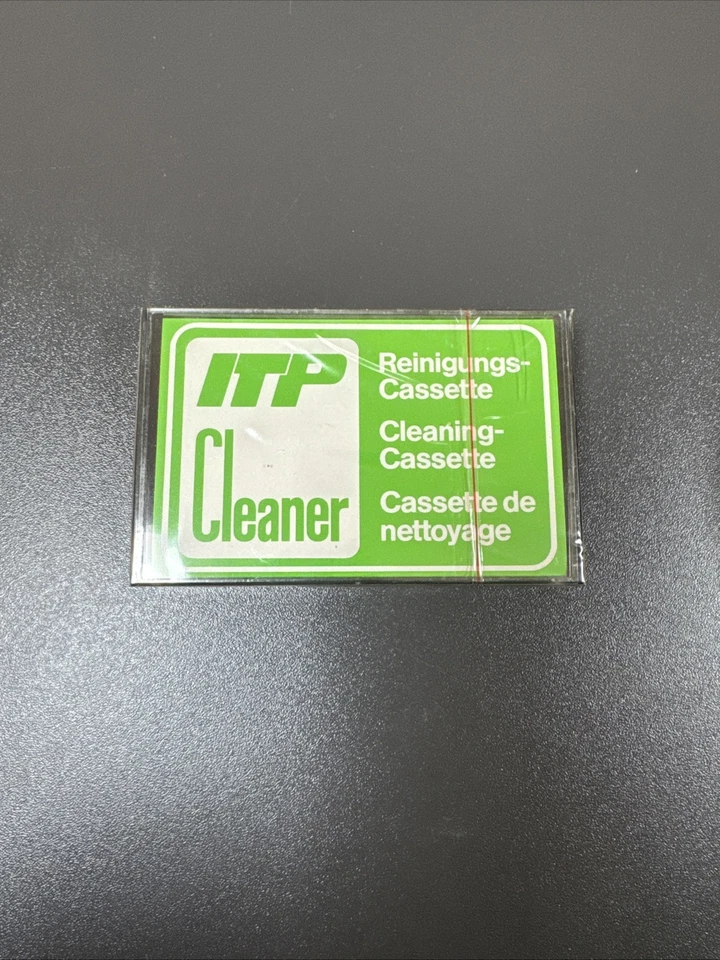 ITP
Cleaner
Reinigungs-
Cassette
Cleaning-
Cassette
Cassette de
nettoyage